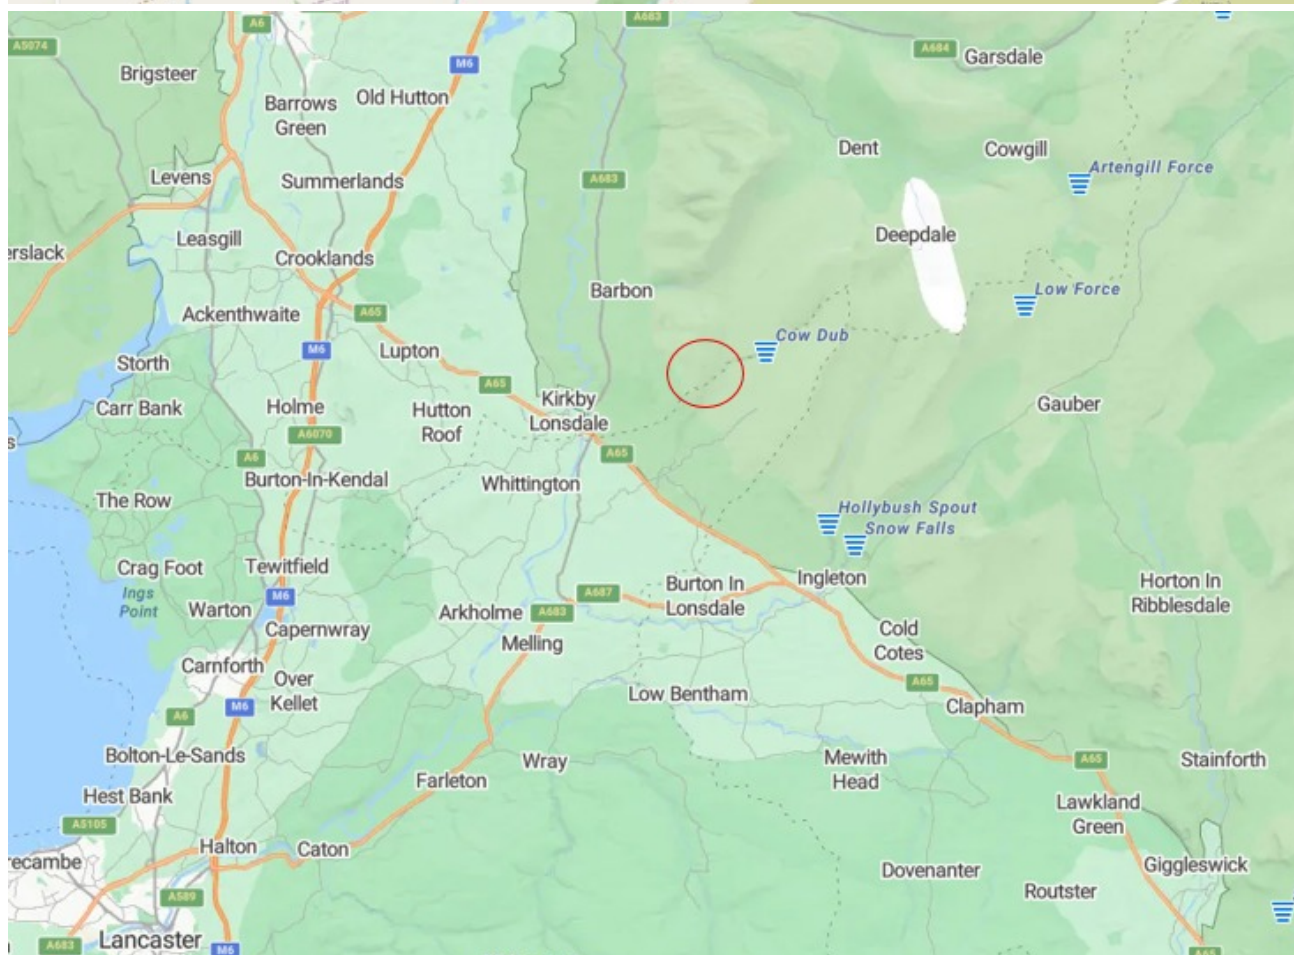 A6
A683
A5074
M6
A684
Garsdale
Brigsteer
Barrows
Green
Old Hutton
Dent
Cowgill
Artengill Force
Levens
Summerlands
A683
Leasgill
Deepdale
erslack
Crooklands
Barbon
Low Force
Ackenthwaite
A65
Cow Dub
M6
Lupton
Storth
A65
Kirkby
Lonsdale
Carr Bank
Holme
Hutton
Roof
Gauber
A6070
s
A6
A65
Burton-In-Kendal
Whittington
The Row
Hollybush Spout
Snow Falls
Crag Foot
Tewitfield
Ings
Point
Warton
M6
Arkholme
A683
A687
Burton In
Lonsdale
Ingleton
Horton In
Ribblesdale
Capernwray
Melling
Cold
Cotes
Carnforth
Over
Kellet
Low Bentham
A65
Clapham
M6
A6
Bolton-Le-Sands
Wray
Mewith
Head
A65
Stainforth
Farleton
Hest Bank
Lawkland
Green
A5105
Halton
Caton
recambe
Giggleswick
Dovenanter
Routster
A589
Lancaster
A683
M6
A65